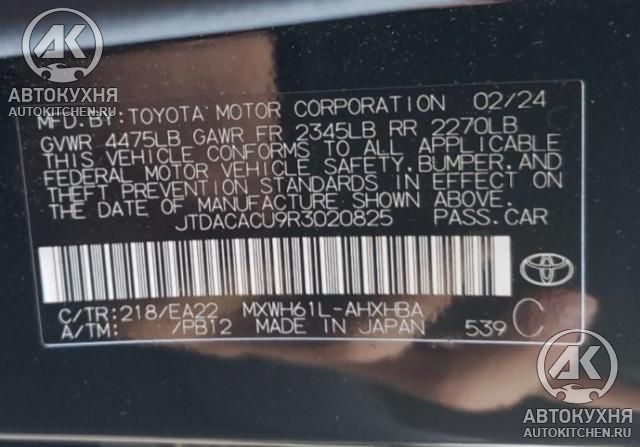 АК
АВТОКУХНЯ
AUTOKITCHEN.RU
MFD.BY: TOYOTA MOTOR CORPORATION 02/24
GVWR 4475LB GAWR FR 2345LB RR 2270LB
THIS VEHICLE CONFORMS TO ALL APPLICABLE
FEDERAL MOTOR VEHICLE SAFETY,BUMPER,AND
THEFT PREVENTION STANDARDS IN EFFECT ON
THE DATE OF MANUFACTURE SHOWN ABOVE.
JTDACACU9R3020825 PASS.CAR
C/TR:218/EA22 MXWH61L-AHXHBA
A/TM: /PB12 MADE IN JAPAN 539 C
АК
АВТОКУХНЯ
AUTOKITCHEN.RU